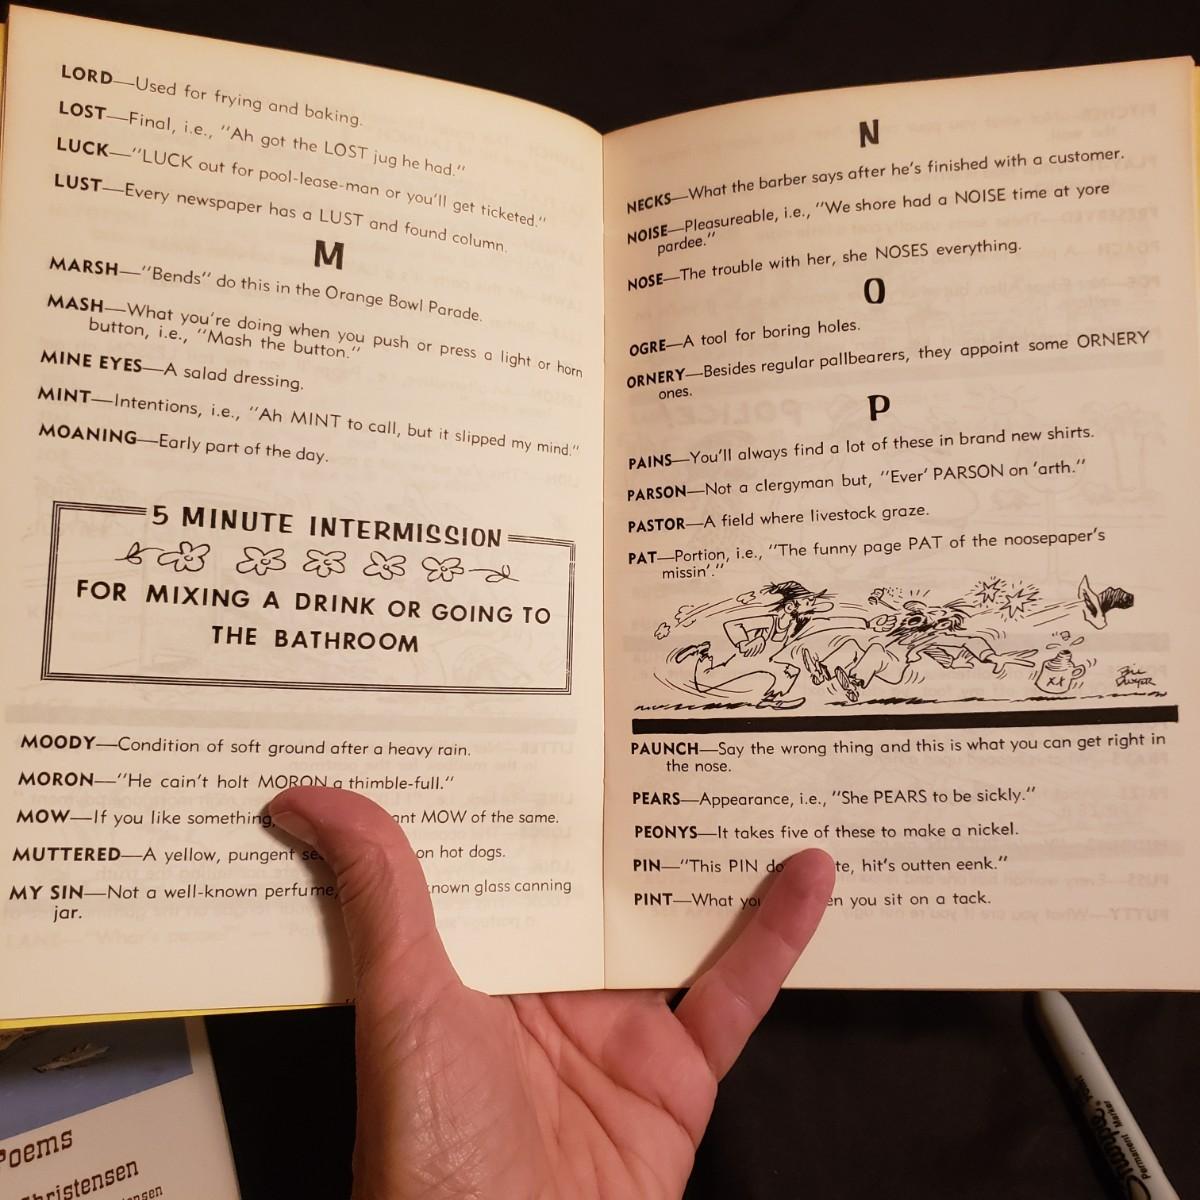 LORD—Used for frying and baking.
LOST—Final, i.e., "Ah got the LOST jug he had."
LUCK—"LUCK out for pool-lease-man or you'll get ticketed."
LUST—Every newspaper has a LUST and found column.
M
MARSH—"Bends" do this in the Orange Bowl Parade.
MASH—What you're doing when you push or press a light or horn
button, i.e., "Mash the button."
MINE EYES—A salad dressing.
MINT—Intentions, i.e., "Ah MINT to call, but it slipped my mind."
MOANING—Early part of the day.
5 MINUTE INTERMISSION
FOR MIXING A DRINK OR GOING TO
THE BATHROOM
MOODY—Condition of soft ground after a heavy rain.
MORON—"He cain't holt MORON a thimble-full."
MOW—If you like something, MOW of the same.
MUTTERED—A yellow, pungent on hot dogs.
MY SIN—Not a well-known perfume, glass canning
jar.
N
NECKS—What the barber says after he's finished with a customer.
NOISE—Pleasureable, i.e., "We shore had a NOISE time at yore
pardee."
NOSE—The trouble with her, she NOSES everything.
O
OGRE—A tool for boring holes.
ORNERY—Besides regular pallbearers, they appoint some ORNERY
ones.
P
PAINS—You'll always find a lot of these in brand new shirts.
PARSON—Not a clergyman but, "Ever' PARSON on 'arth."
PASTOR—A field where livestock graze.
PAT—Portion, i.e., "The funny page PAT of the noosepaper's
missin'."
XX
Bil Dwyer
PAUNCH—Say the wrong thing and this is what you can get right in
the nose.
PEARS—Appearance, i.e., "She PEARS to be sickly."
PEONYS—It takes five of these to make a nickel.
PIN—"This PIN hit's outten eenk."
PINT—What you sit on a tack.
Poems
Christensen
Sharpie
Permanent Marker